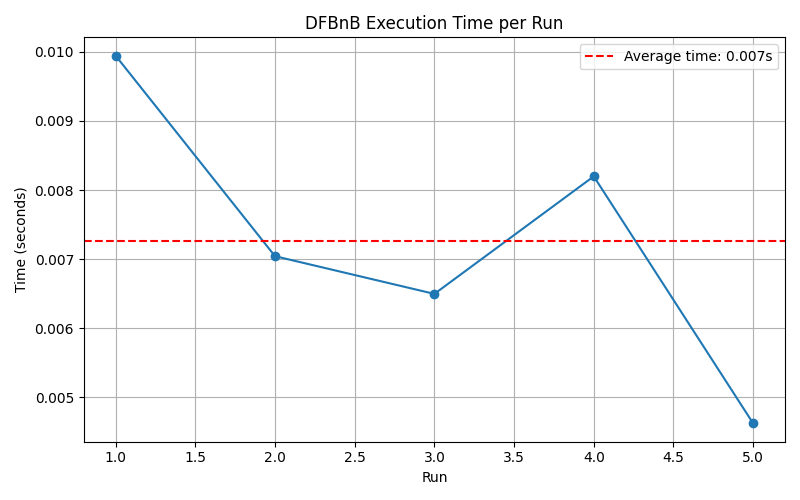 DFBnB Execution Time per Run
Average time: 0.007s
Time (seconds)
0.010
0.009
0.008
0.007
0.006
0.005
1.0 1.5 2.0 2.5 3.0 3.5 4.0 4.5 5.0
Run